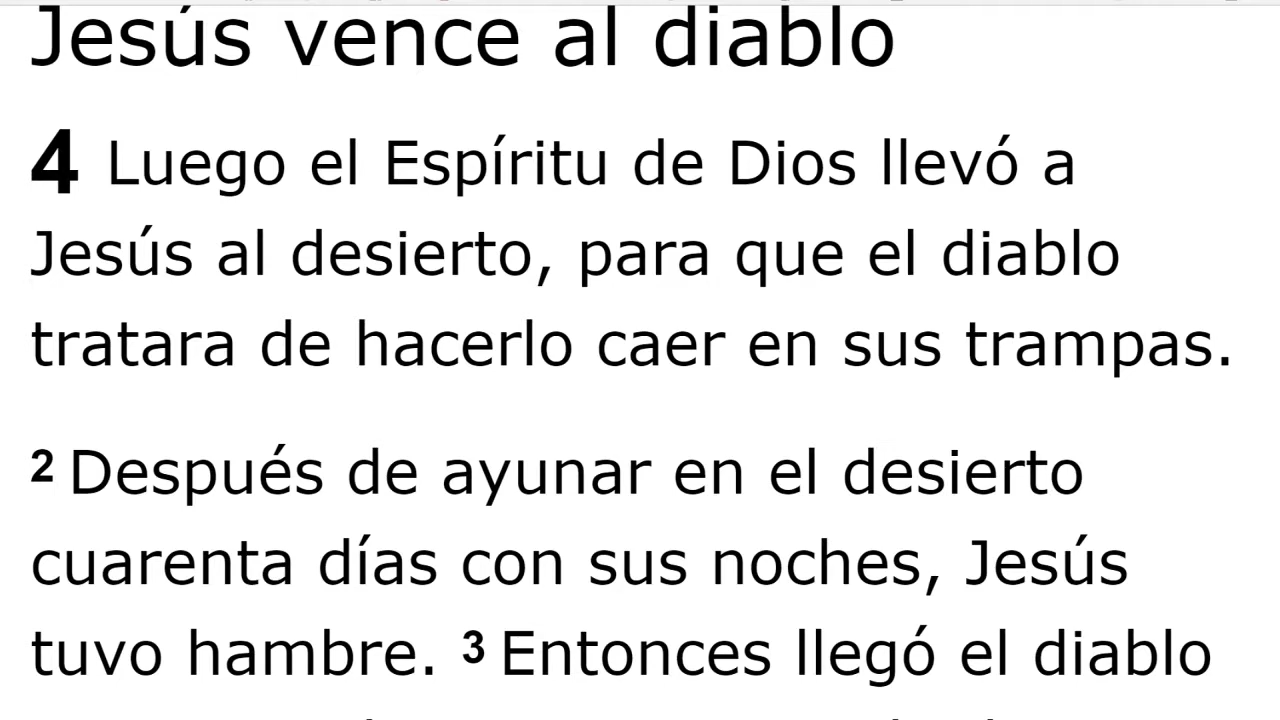 Jesús vence al diablo
4 Luego el Espíritu de Dios llevó a
Jesús al desierto, para que el diablo
tratara de hacerlo caer en sus trampas.
2 Después de ayunar en el desierto
cuarenta días con sus noches, Jesús
tuvo hambre. 3 Entonces llegó el diablo